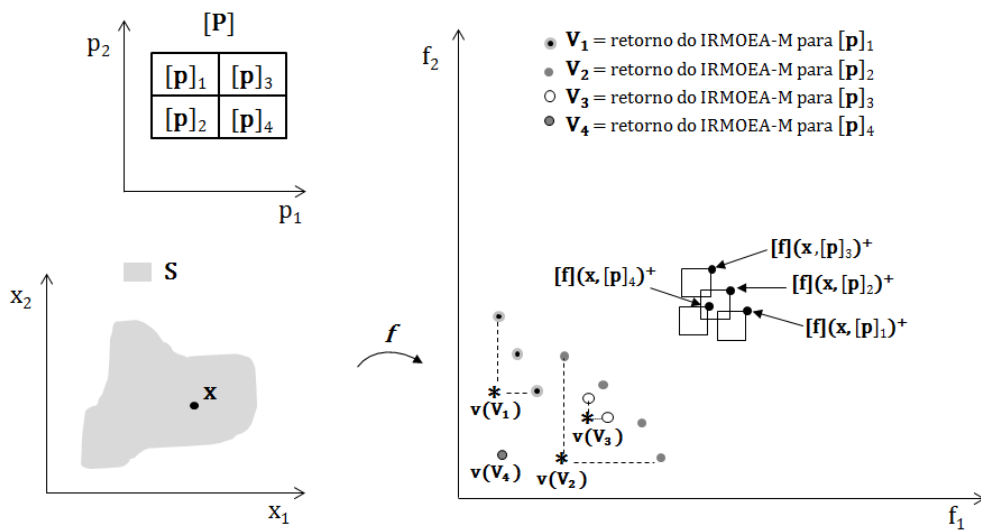 [P]
p2
[p]1 [p]3
[p]2 [p]4
p1
S
x2
x
x1
f
f2
V1 = retorno do IRMOEA-M para [p]1
V2 = retorno do IRMOEA-M para [p]2
V3 = retorno do IRMOEA-M para [p]3
V4 = retorno do IRMOEA-M para [p]4
[f](x,[p]3)+
[f](x,[p]4)+
[f](x,[p]2)+
[f](x,[p]1)+
v(V1)
v(V3)
v(V4)
v(V2)
f1